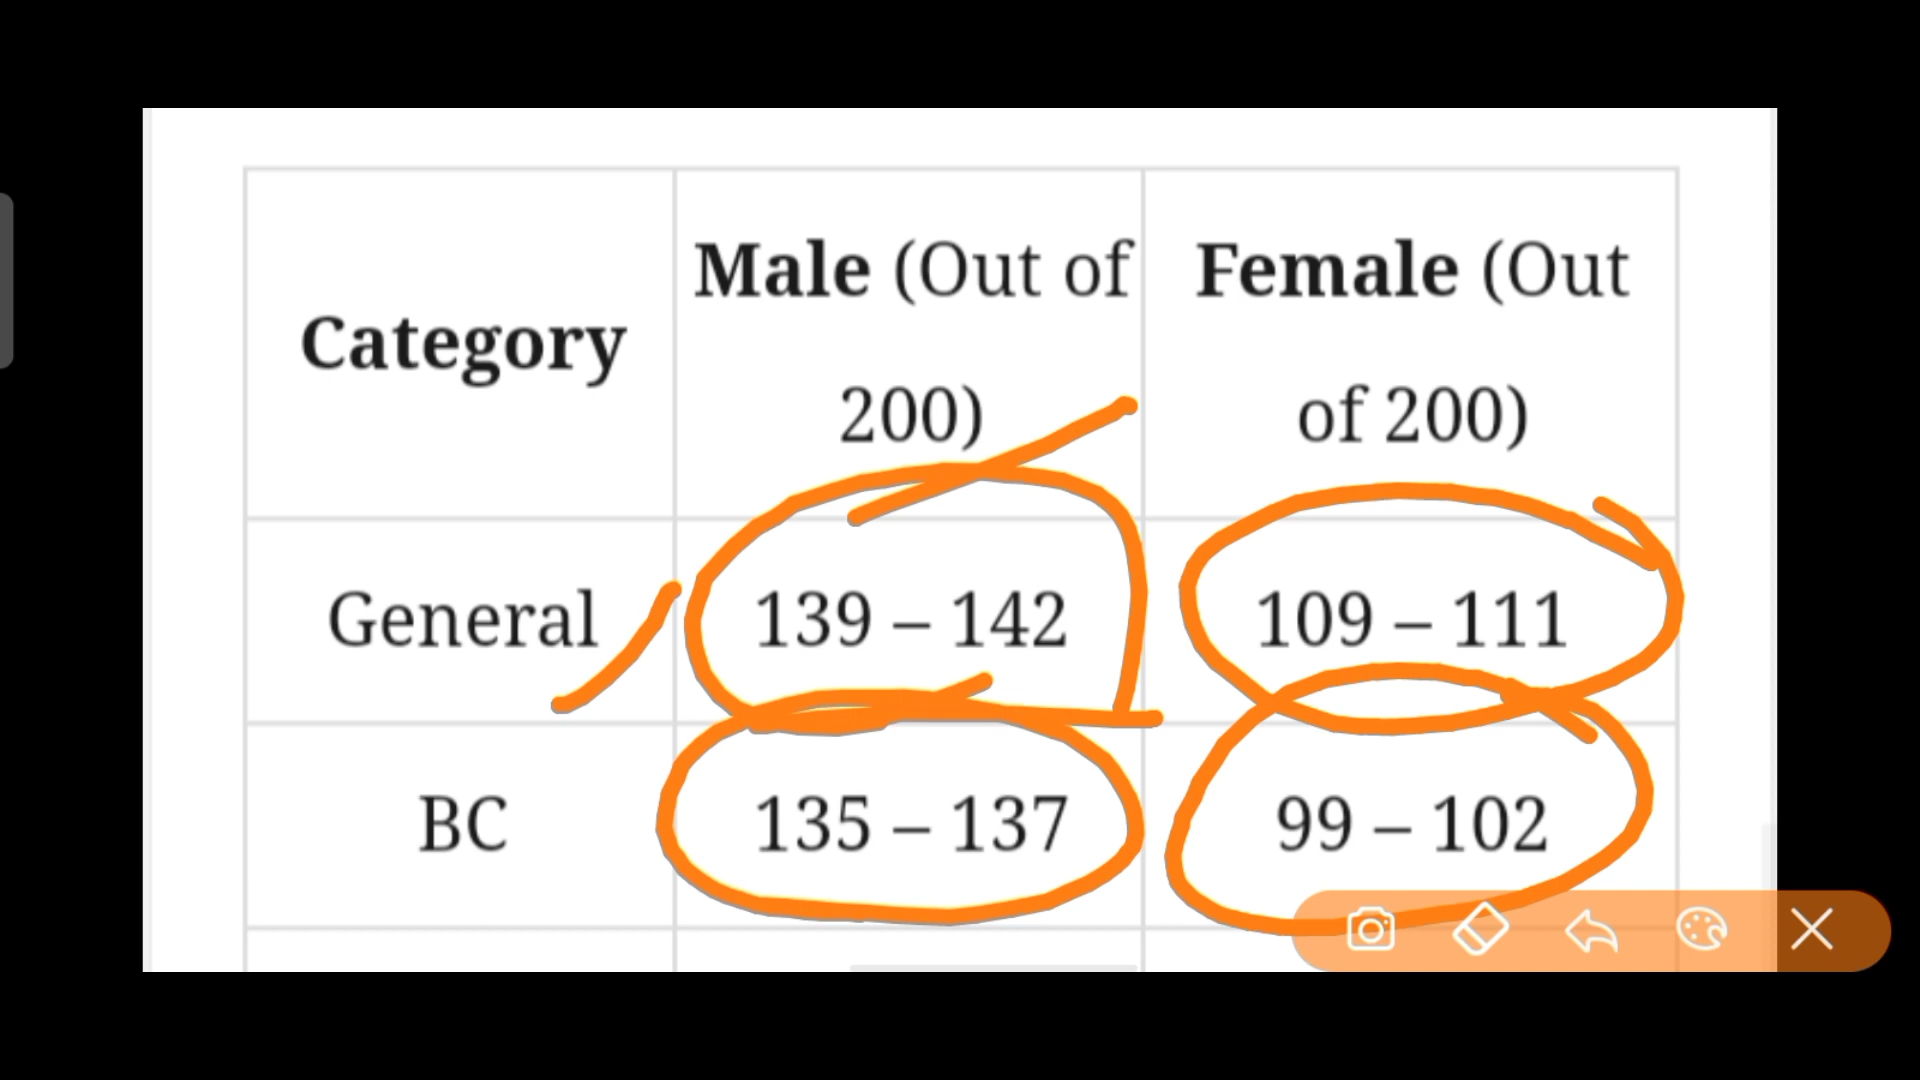 Category
Male (Out of
200)
Female (Out
of 200)
General
139 – 142
109 – 111
BC
135 – 137
99 – 102